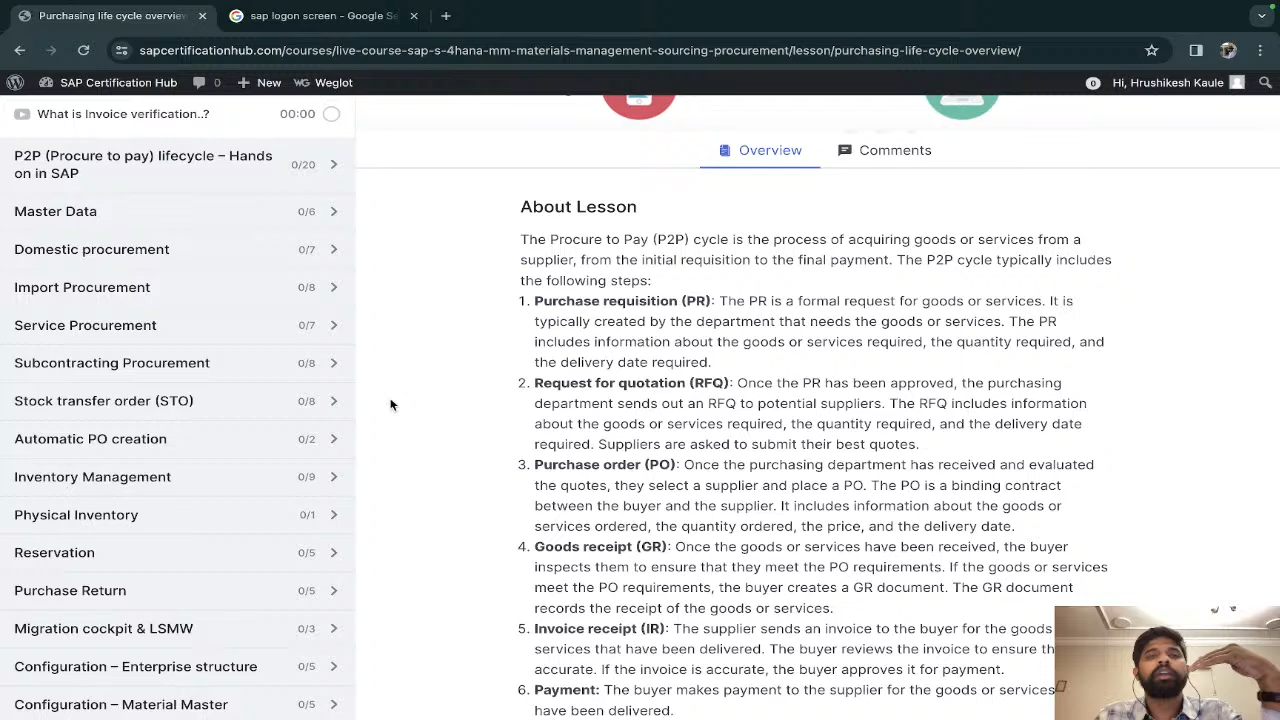 Purchasing life cycle overview
sap logon screen - Google Se
sapcertificationhub.com/courses/live-course-sap-s-4hana-mm-materials-management-sourcing-procurement/lesson/purchasing-life-cycle-overview/
SAP Certification Hub 0 New WG Weglot 0 Hi, Hrushikesh Kaule
What is Invoice verification..? 00:00
P2P (Procure to pay) lifecycle – Hands
on in SAP 0/20
Master Data 0/6
Domestic procurement 0/7
Import Procurement 0/8
Service Procurement 0/7
Subcontracting Procurement 0/8
Stock transfer order (STO) 0/8
Automatic PO creation 0/2
Inventory Management 0/9
Physical Inventory 0/1
Reservation 0/5
Purchase Return 0/5
Migration cockpit & LSMW 0/3
Configuration – Enterprise structure 0/5
Configuration – Material Master 0/5
Overview Comments
About Lesson
The Procure to Pay (P2P) cycle is the process of acquiring goods or services from a
supplier, from the initial requisition to the final payment. The P2P cycle typically includes
the following steps:
1. Purchase requisition (PR): The PR is a formal request for goods or services. It is
typically created by the department that needs the goods or services. The PR
includes information about the goods or services required, the quantity required, and
the delivery date required.
2. Request for quotation (RFQ): Once the PR has been approved, the purchasing
department sends out an RFQ to potential suppliers. The RFQ includes information
about the goods or services required, the quantity required, and the delivery date
required. Suppliers are asked to submit their best quotes.
3. Purchase order (PO): Once the purchasing department has received and evaluated
the quotes, they select a supplier and place a PO. The PO is a binding contract
between the buyer and the supplier. It includes information about the goods or
services ordered, the quantity ordered, the price, and the delivery date.
4. Goods receipt (GR): Once the goods or services have been received, the buyer
inspects them to ensure that they meet the PO requirements. If the goods or services
meet the PO requirements, the buyer creates a GR document. The GR document
records the receipt of the goods or services.
5. Invoice receipt (IR): The supplier sends an invoice to the buyer for the goods
services that have been delivered. The buyer reviews the invoice to ensure th
accurate. If the invoice is accurate, the buyer approves it for payment.
6. Payment: The buyer makes payment to the supplier for the goods or services
have been delivered.